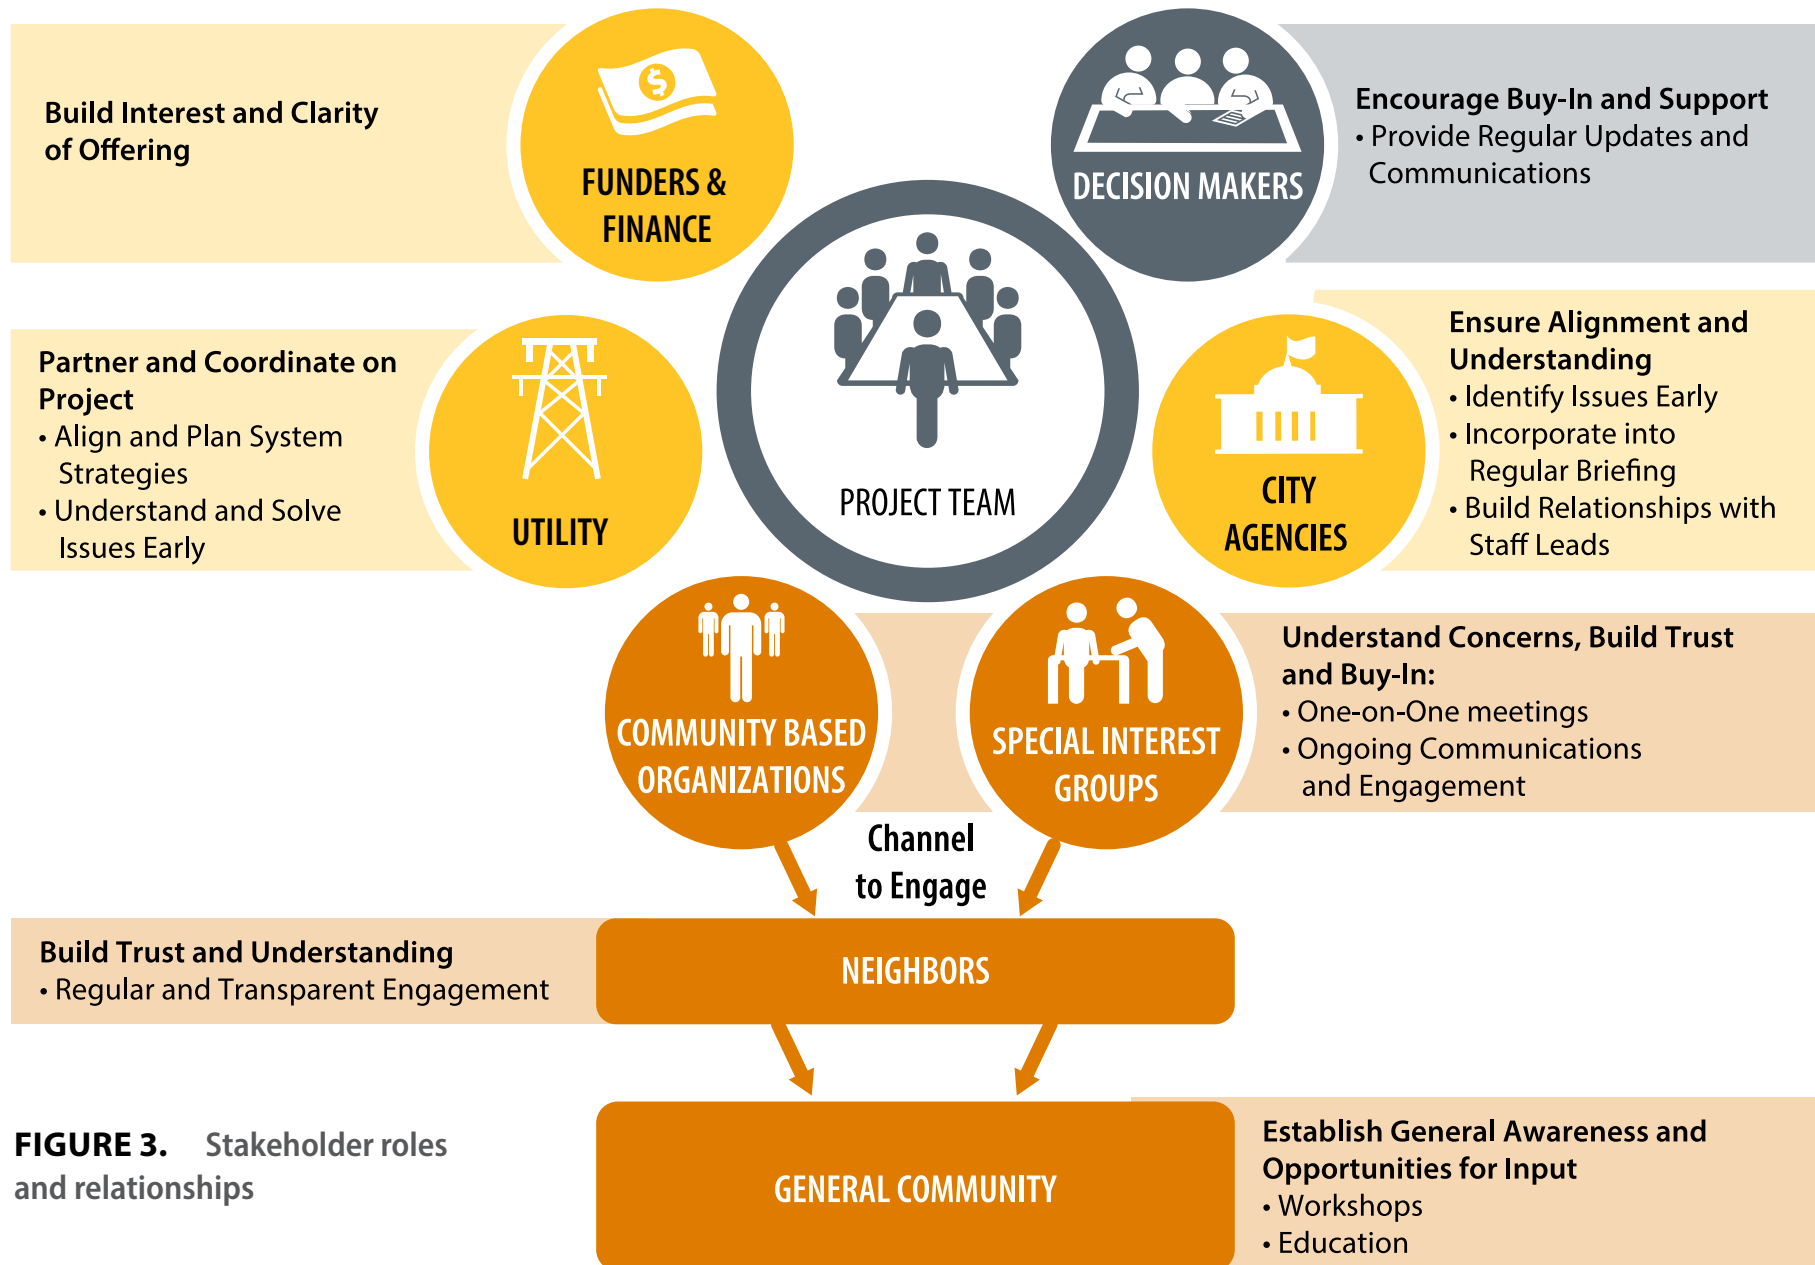 Build Interest and Clarity
of Offering
FUNDERS &
FINANCE
DECISION MAKERS
Encourage Buy-In and Support
• Provide Regular Updates and
Communications
Partner and Coordinate on
Project
• Align and Plan System
Strategies
• Understand and Solve
Issues Early
UTILITY
PROJECT TEAM
CITY
AGENCIES
Ensure Alignment and
Understanding
• Identify Issues Early
• Incorporate into
Regular Briefing
• Build Relationships with
Staff Leads
COMMUNITY BASED
ORGANIZATIONS
SPECIAL INTEREST
GROUPS
Understand Concerns, Build Trust
and Buy-In:
• One-on-One meetings
• Ongoing Communications
and Engagement
Channel
to Engage
Build Trust and Understanding
• Regular and Transparent Engagement
NEIGHBORS
GENERAL COMMUNITY
Establish General Awareness and
Opportunities for Input
• Workshops
• Education
FIGURE 3. Stakeholder roles
and relationships